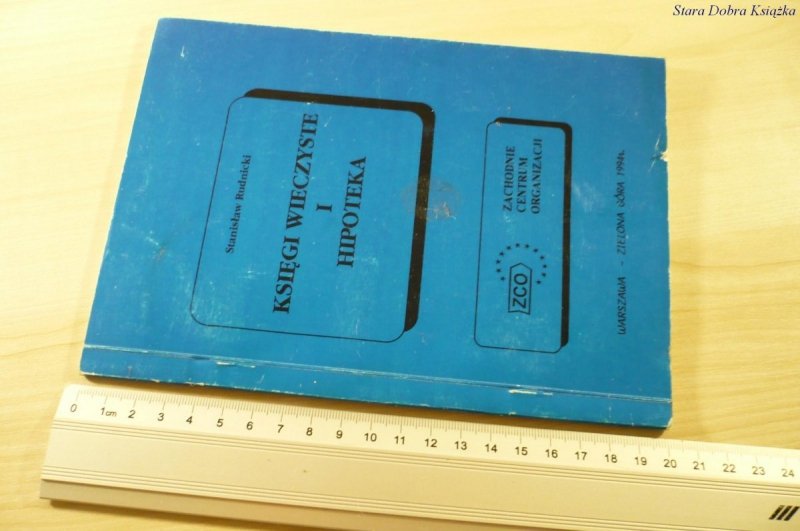 Stara Dobra Książka
Stanisław Rudnicki
KSIĘGI WIECZYSTE
I
HIPOTEKA
ZCO
ZACHODNIE
CENTRUM
ORGANIZACJI
WARSZAWA - ZIELONA GÓRA 1994r.
0 1cm 2 3 4 5 6 7 8 9 10 11 12 13 14 15 16 17 18 19 20 21 22 23 24